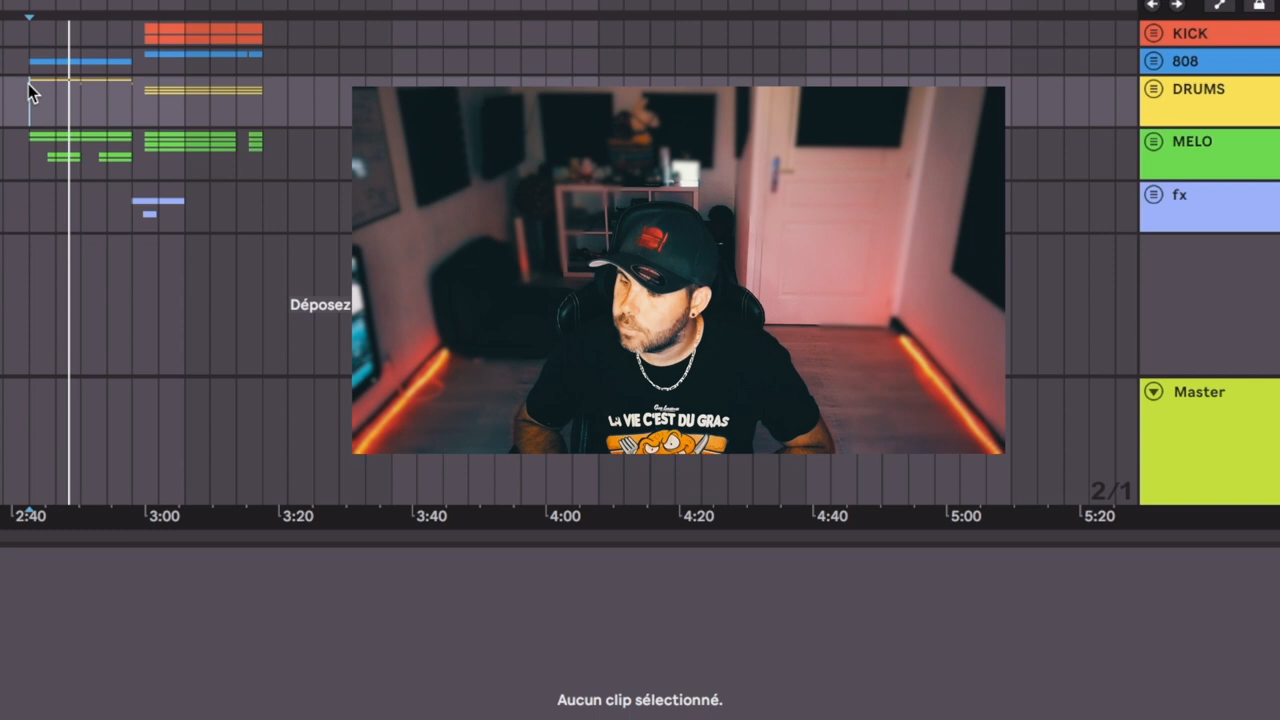 KICK
808
DRUMS
MELO
fx
Déposez
LA VIE C'EST DU GRAS
Master
2/1
2:40
3:00
3:20
3:40
4:00
4:20
4:40
5:00
5:20
Aucun clip sélectionné.